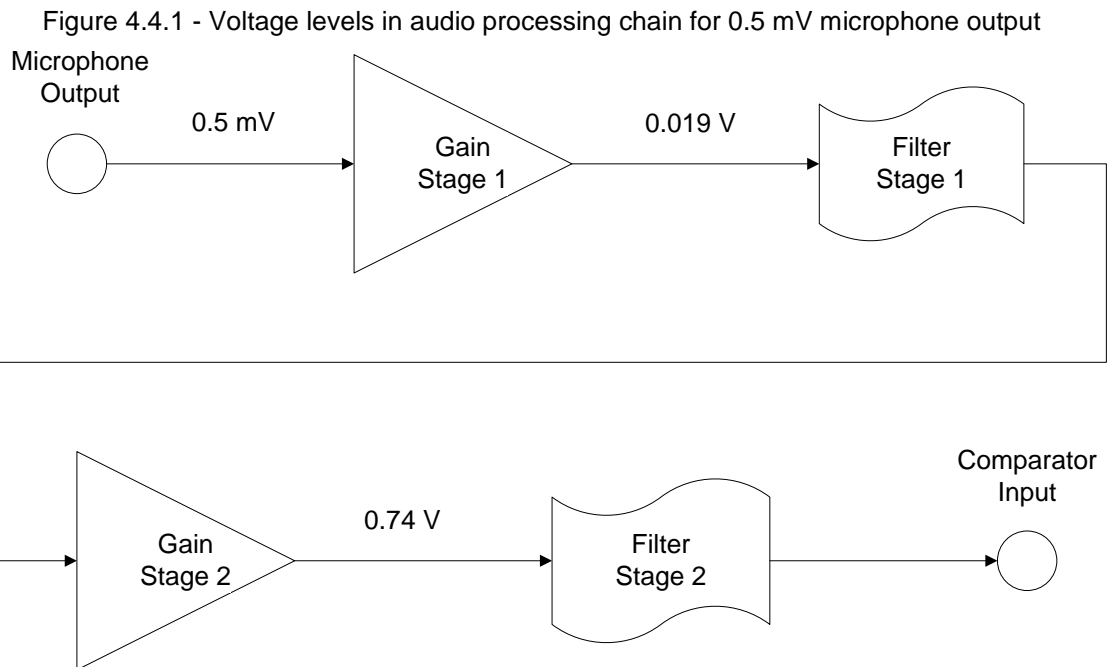 Figure 4.4.1 - Voltage levels in audio processing chain for 0.5 mV microphone output
Microphone
Output
0.5 mV
Gain
Stage 1
0.019 V
Filter
Stage 1
Gain
Stage 2
0.74 V
Filter
Stage 2
Comparator
Input